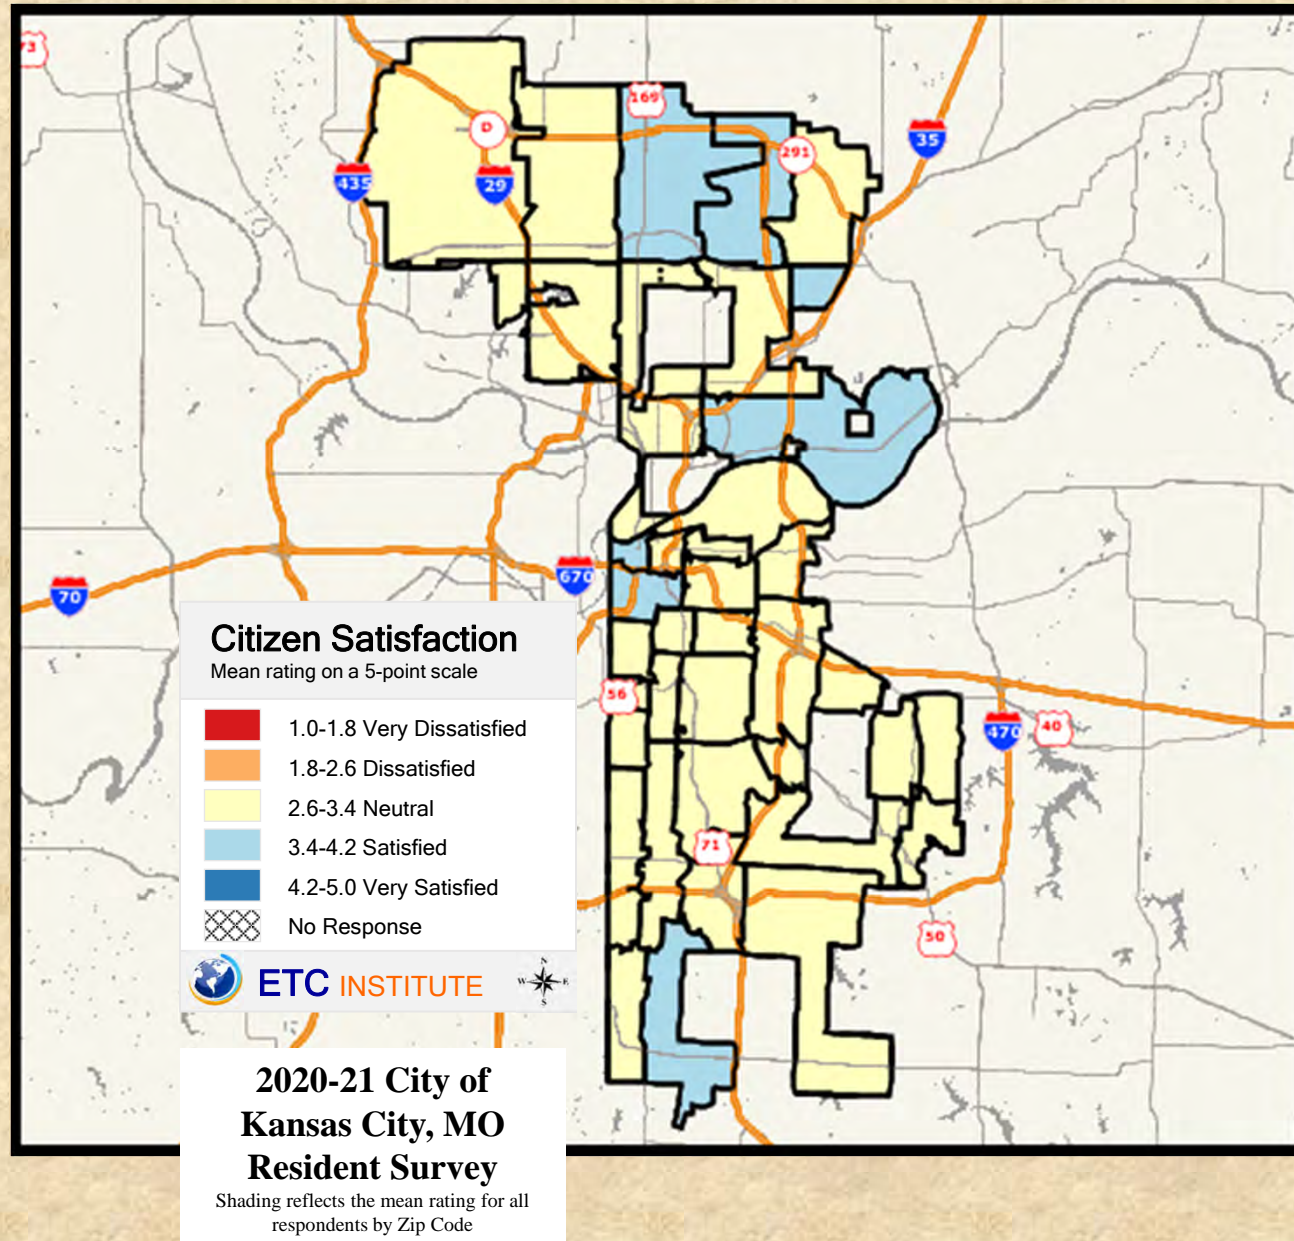 73
169
D
291
35
435
29
70
670
56
40
470
71
50
Citizen Satisfaction
Mean rating on a 5-point scale
1.0-1.8 Very Dissatisfied
1.8-2.6 Dissatisfied
2.6-3.4 Neutral
3.4-4.2 Satisfied
4.2-5.0 Very Satisfied
No Response
ETC INSTITUTE
N
W E
S
2020-21 City of
Kansas City, MO
Resident Survey
Shading reflects the mean rating for all
respondents by Zip Code